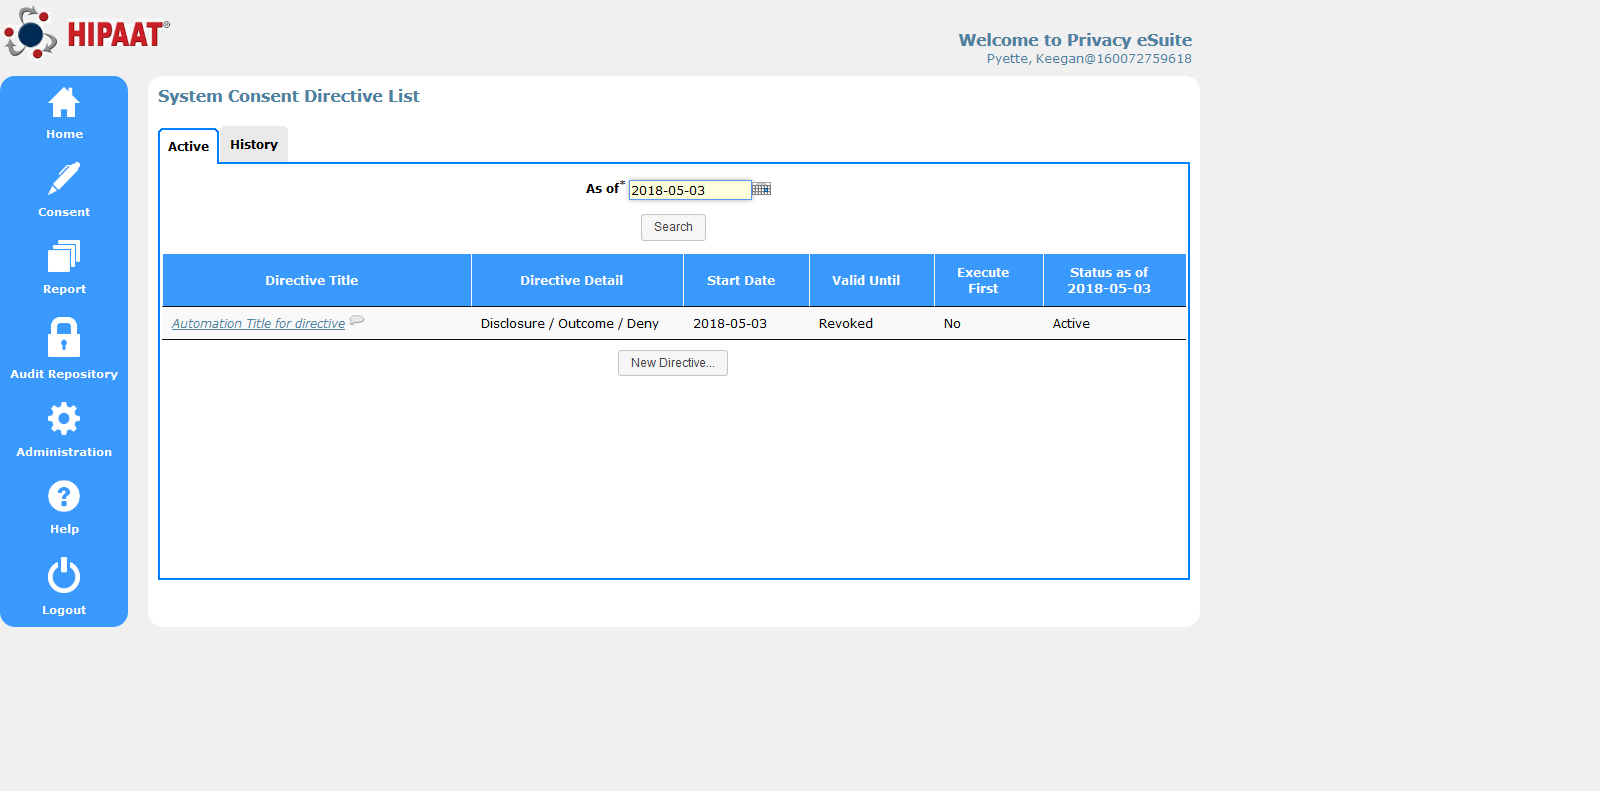 HIPAAT®
Welcome to Privacy eSuite
Pyette, Keegan@160072759618
Home
Consent
Report
Audit Repository
Administration
Help
Logout
System Consent Directive List
Active History
As of* 2018-05-03
Search
Directive Title Directive Detail Start Date Valid Until Execute First Status as of 2018-05-03
Automation Title for directive Disclosure / Outcome / Deny 2018-05-03 Revoked No Active
New Directive...